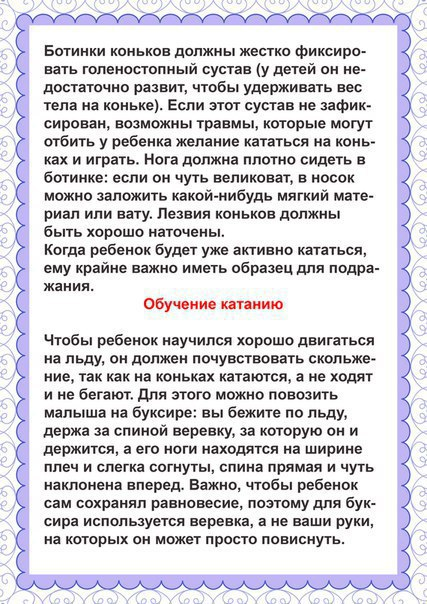 Ботинки коньков должны жестко фиксиро-
вать голеностопный сустав (у детей он не-
достаточно развит, чтобы удерживать вес
тела на коньке). Если этот сустав не зафик-
сирован, возможны травмы, которые могут
отбить у ребенка желание кататься на конь-
ках и играть. Нога должна плотно сидеть в
ботинке: если он чуть великоват, в носок
можно заложить какой-нибудь мягкий мате-
риал или вату. Лезвия коньков должны
быть хорошо наточены.
Когда ребенок будет уже активно кататься,
ему крайне важно иметь образец для подра-
жания.
Обучение катанию
Чтобы ребенок научился хорошо двигаться
на льду, он должен почувствовать скольже-
ние, так как на коньках катаются, а не ходят
и не бегают. Для этого можно повозить
малыша на буксире: вы бежите по льду,
держа за спиной веревку, за которую он и
держится, а его ноги находятся на ширине
плеч и слегка согнуты, спина прямая и чуть
наклонена вперед. Важно, чтобы ребенок
сам сохранял равновесие, поэтому для бук-
сира используется веревка, а не ваши руки,
на которых он может просто повиснуть.